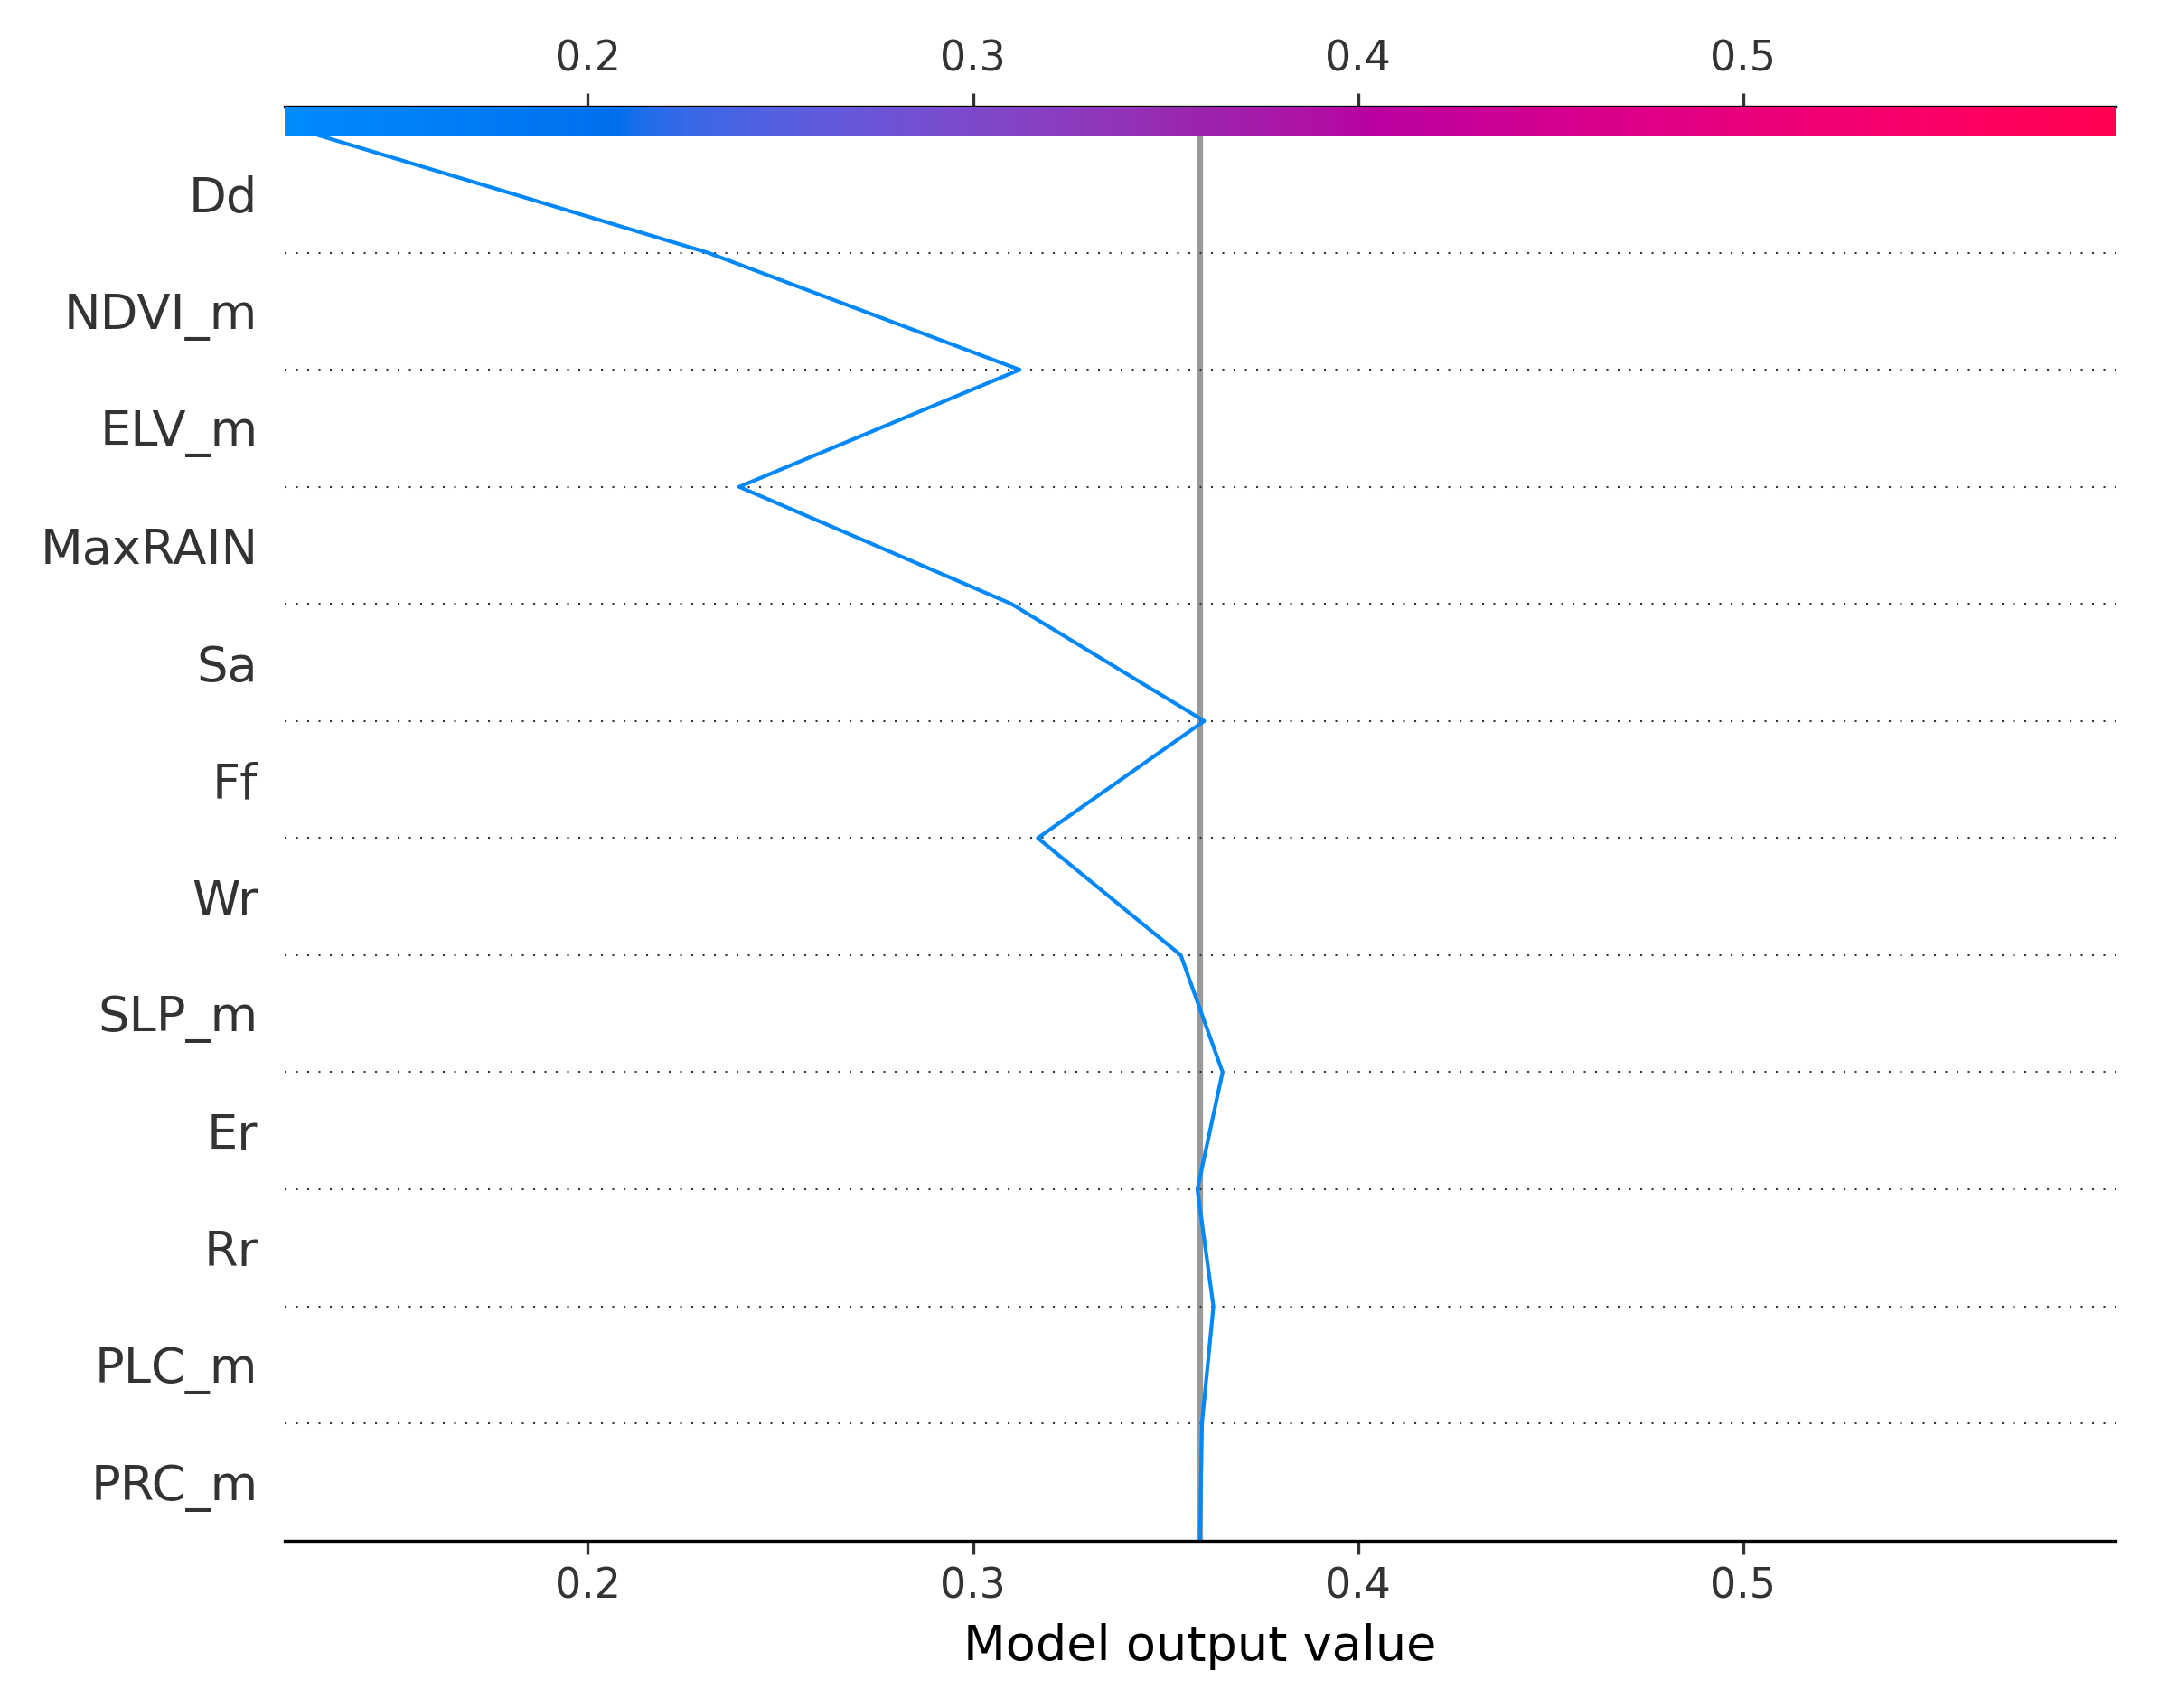 0.2 0.3 0.4 0.5
Dd
NDVI_m
ELV_m
MaxRAIN
Sa
Ff
Wr
SLP_m
Er
Rr
PLC_m
PRC_m
0.2 0.3 0.4 0.5
Model output value